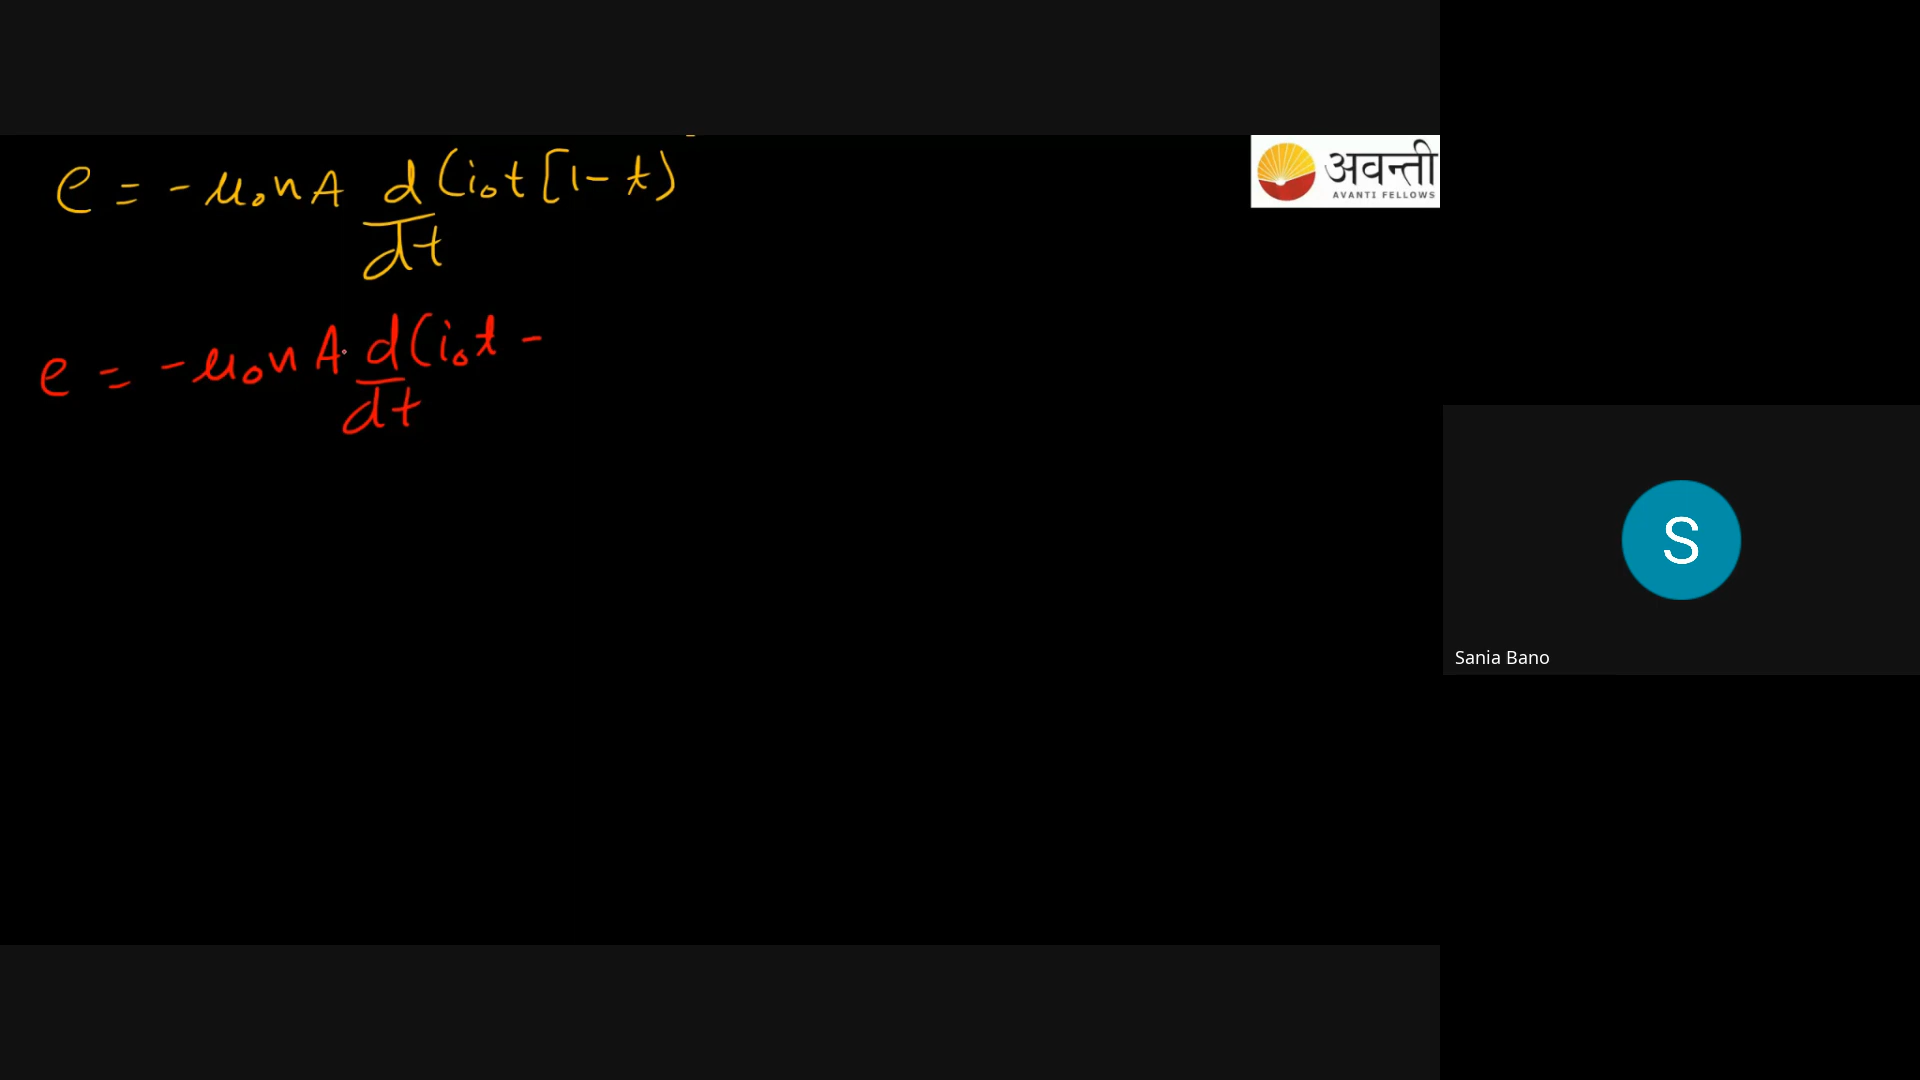 e = -μ₀nA d/dt (i₀t[1-t)
अवन्ती
AVANTI FELLOWS
e = -μ₀nA d/dt (i₀t -
S
Sania Bano